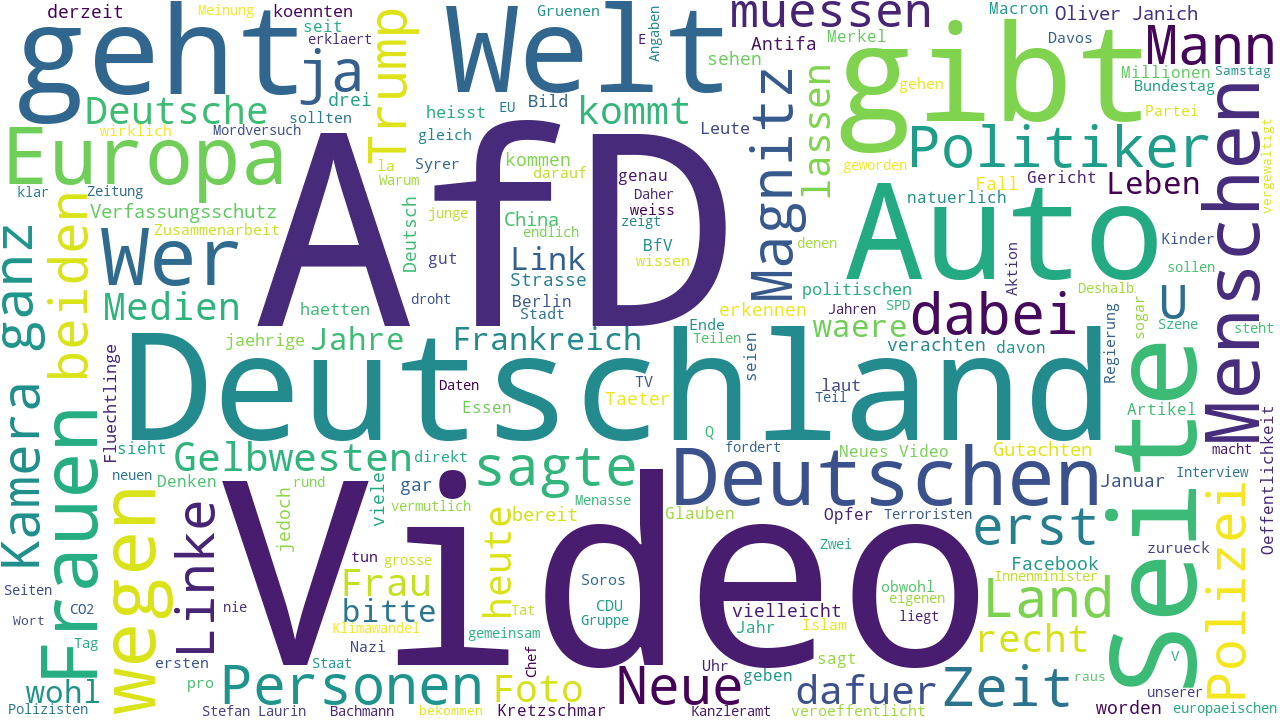 derzeit
Meinung
koennten
seit
erklaert
geht
ja
Trump
Welt
Gruenen
E
Angaben
muessen
Antifa
sehen
Macron
Oliver Janich
Davos
Merkel
Mann
gibt
Millionen
Samstag
Bundestag
gehen
Partei
Deutsche
drei
sollten
heisst
EU
Bild
kommt
Magnitz
lassen
Europa
wirklich
Mordversuch
gleich
Leute
Politiker
geworden
Syrer
kommen
darauf
genau
la
Warum
Fall
Gericht
Leben
Menschen
vergewaltigt
klar
Zeitung
AfD
Daher
weiss
zeigt
natuerlich
Verfassungsschutz
Zusammenarbeit
Deutsch
junge
China
endlich
BfV
wissen
denen
Auto
Kinder
ganz
beiden
Wer
gut
Link
Strasse
Aktion
sollen
Medien
haetten
droht
Berlin
Stadt
politischen
Jahren
SPD
erkennen
Deshalb
dabei
U
Szene
steht
sogar
jaehrige
Jahre
Frankreich
Ende
Teilen
waere
verachten
davon
Regierung
seien
Fluechtlinge
Deutschland
Daten
Essen
TV
Taeter
laut
Teil
Seite
Artikel
Oeffentlichkeit
Kamera
Frauen
sieht
Gelbwesten
direkt
sagte
Q
fordert
Neues Video
Gutachten
macht
neuen
Denken
gar
viele
Menasse
Deutschen
Januar
Interview
wegen
Linke
jedoch
rund
vermutlich
heute
bereit
Glauben
Opfer
Terroristen
erst
Polizei
Video
tun
grosse
Zwei
zurueck
Facebook
Innenminister
Seiten
CO2
nie
Frau
bitte
Soros
CDU
Gruppe
Tat
obwohl
eigenen
liegt
Land
Wort
Tag
Klimawandel
gemeinsam
vielleicht
Jahr
Islam
recht
Nazi
ersten
Staat
Chef
Uhr
sagt
V
wohl
pro
Personen
Foto
Neue
geben
dafuer
Zeit
raus
unserer
Polizisten
Stefan Laurin
Bachmann
bekommen
Kretzschmar
Kanzleramt
veroeffentlicht
worden
europaeischen